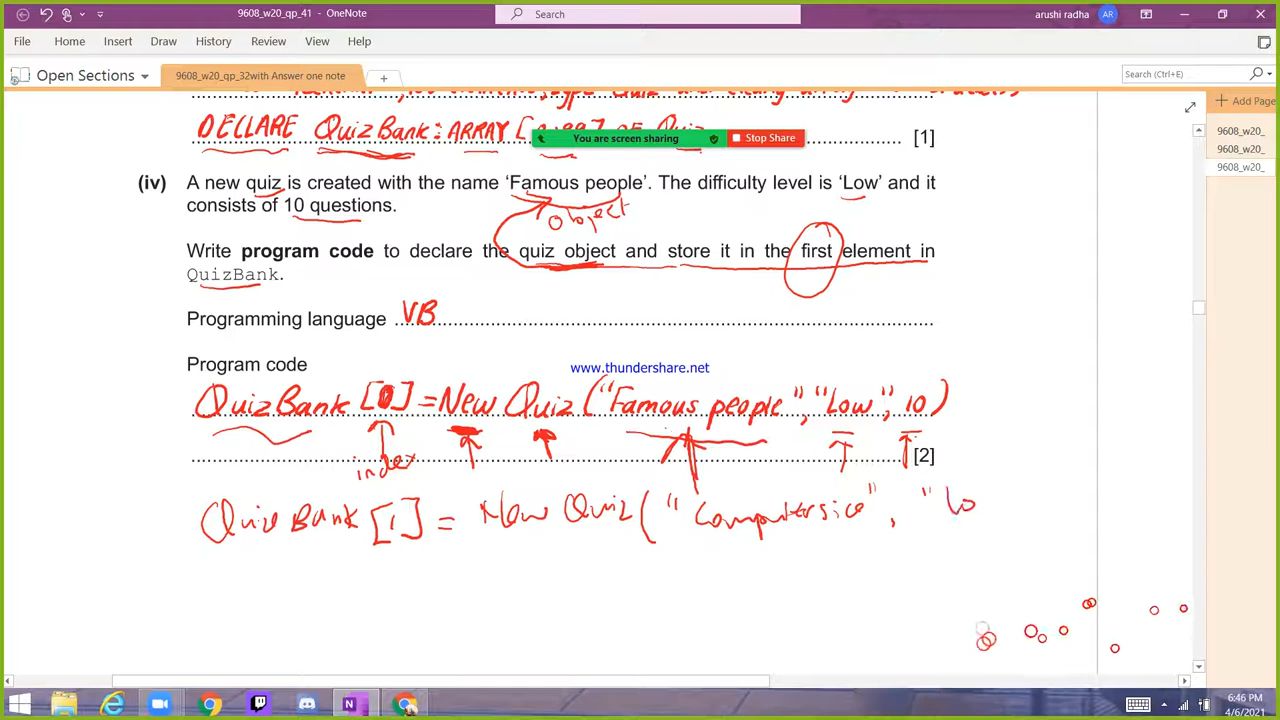 9608_w20_qp_41 - OneNote
Search
arushi radha
AR
File Home Insert Draw History Review View Help
Open Sections
9608_w20_qp_32with Answer one note
+
Search (Ctrl+E)
Add Page
9608_w20_
9608_w20_
9608_w20_
DECLARE QuizBank : ARRAY [ OF Quiz [1]
You are screen sharing Stop Share
(iv) A new quiz is created with the name ‘Famous people’. The difficulty level is ‘Low’ and it
consists of 10 questions.
Object
Write program code to declare the quiz object and store it in the first element in
QuizBank.
Programming language VB
Program code
www.thundershare.net
QuizBank [0] = New Quiz ("Famous people", "Low", 10)
index
[2]
QuizBank [1] = New Quiz ("Computersice", "Lo
6:46 PM
4/6/2021